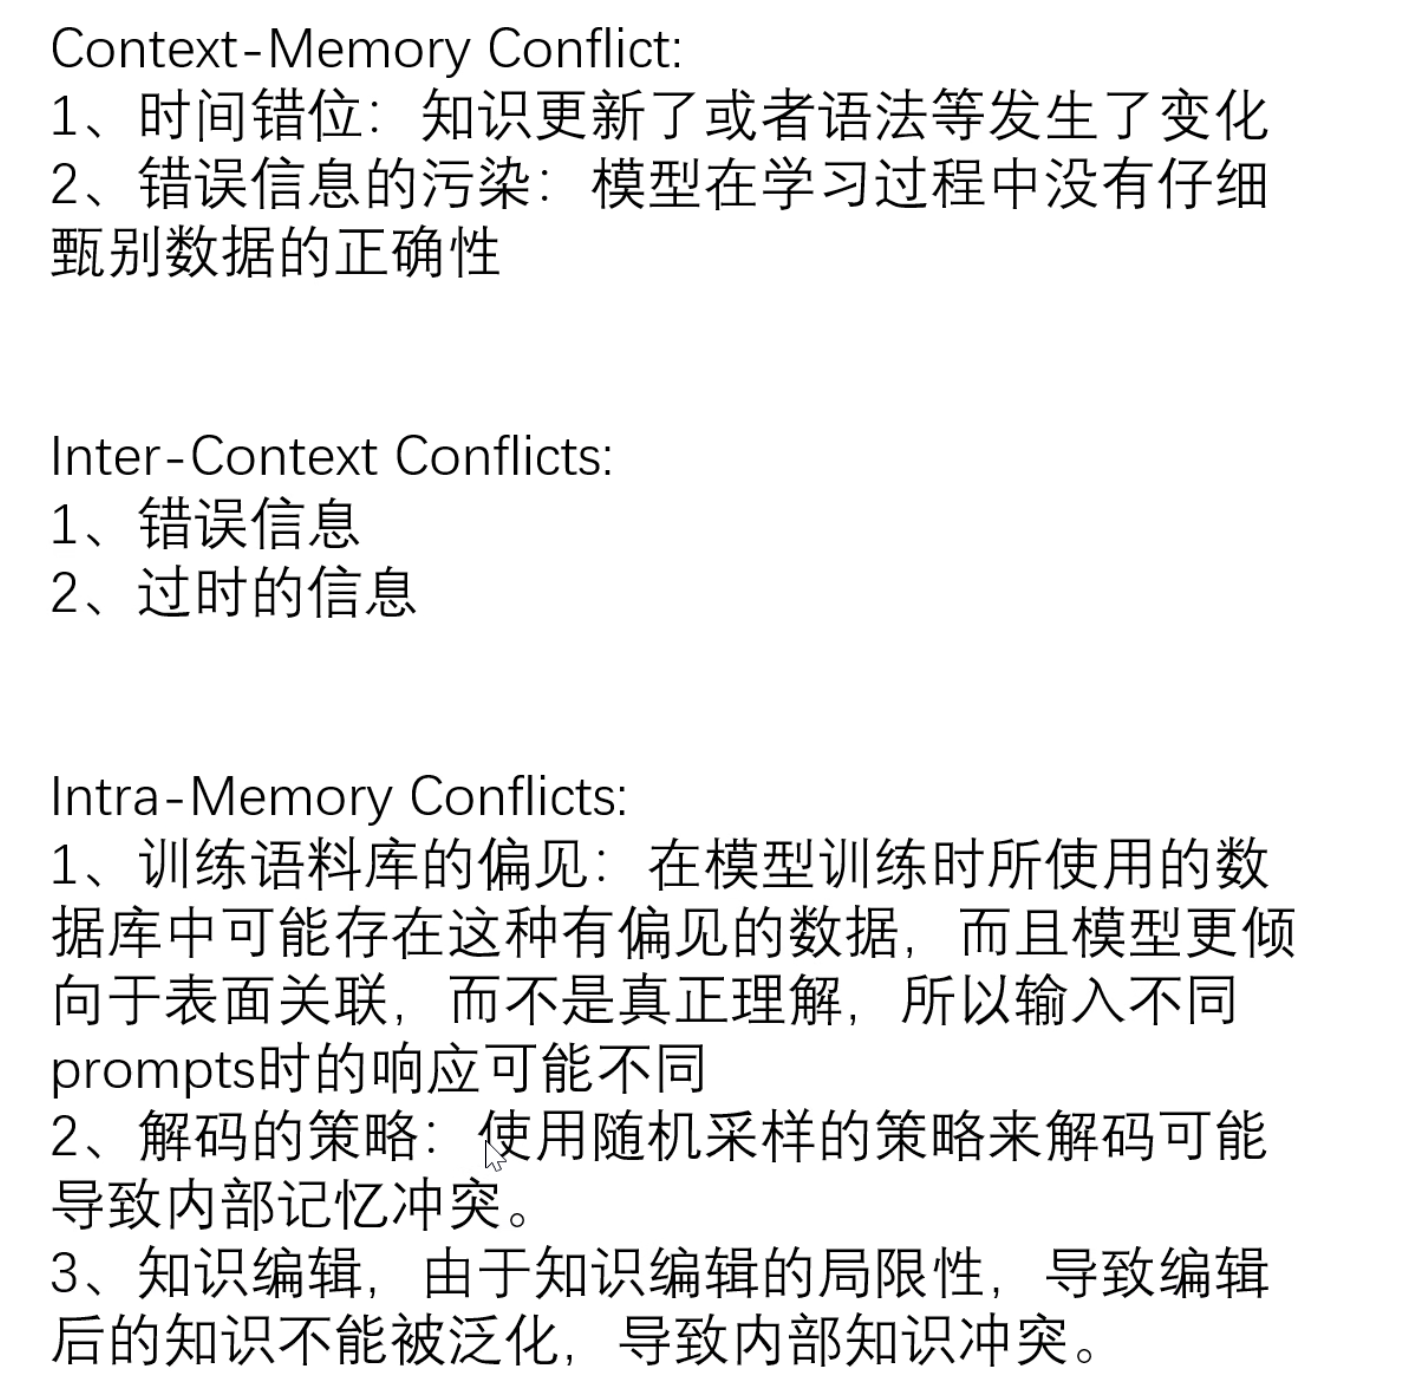 Context-Memory Conflict:
1、时间错位：知识更新了或者语法等发生了变化
2、错误信息的污染：模型在学习过程中没有仔细
甄别数据的正确性
Inter-Context Conflicts:
1、错误信息
2、过时的信息
Intra-Memory Conflicts:
1、训练语料库的偏见：在模型训练时所使用的数
据库中可能存在这种有偏见的数据，而且模型更倾
向于表面关联，而不是真正理解，所以输入不同
prompts时的响应可能不同
2、解码的策略：使用随机采样的策略来解码可能
导致内部记忆冲突。
3、知识编辑，由于知识编辑的局限性，导致编辑
后的知识不能被泛化，导致内部知识冲突。